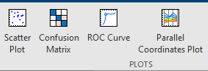 Scatter Plot
Confusion Matrix
ROC Curve
Parallel Coordinates Plot
PLOTS